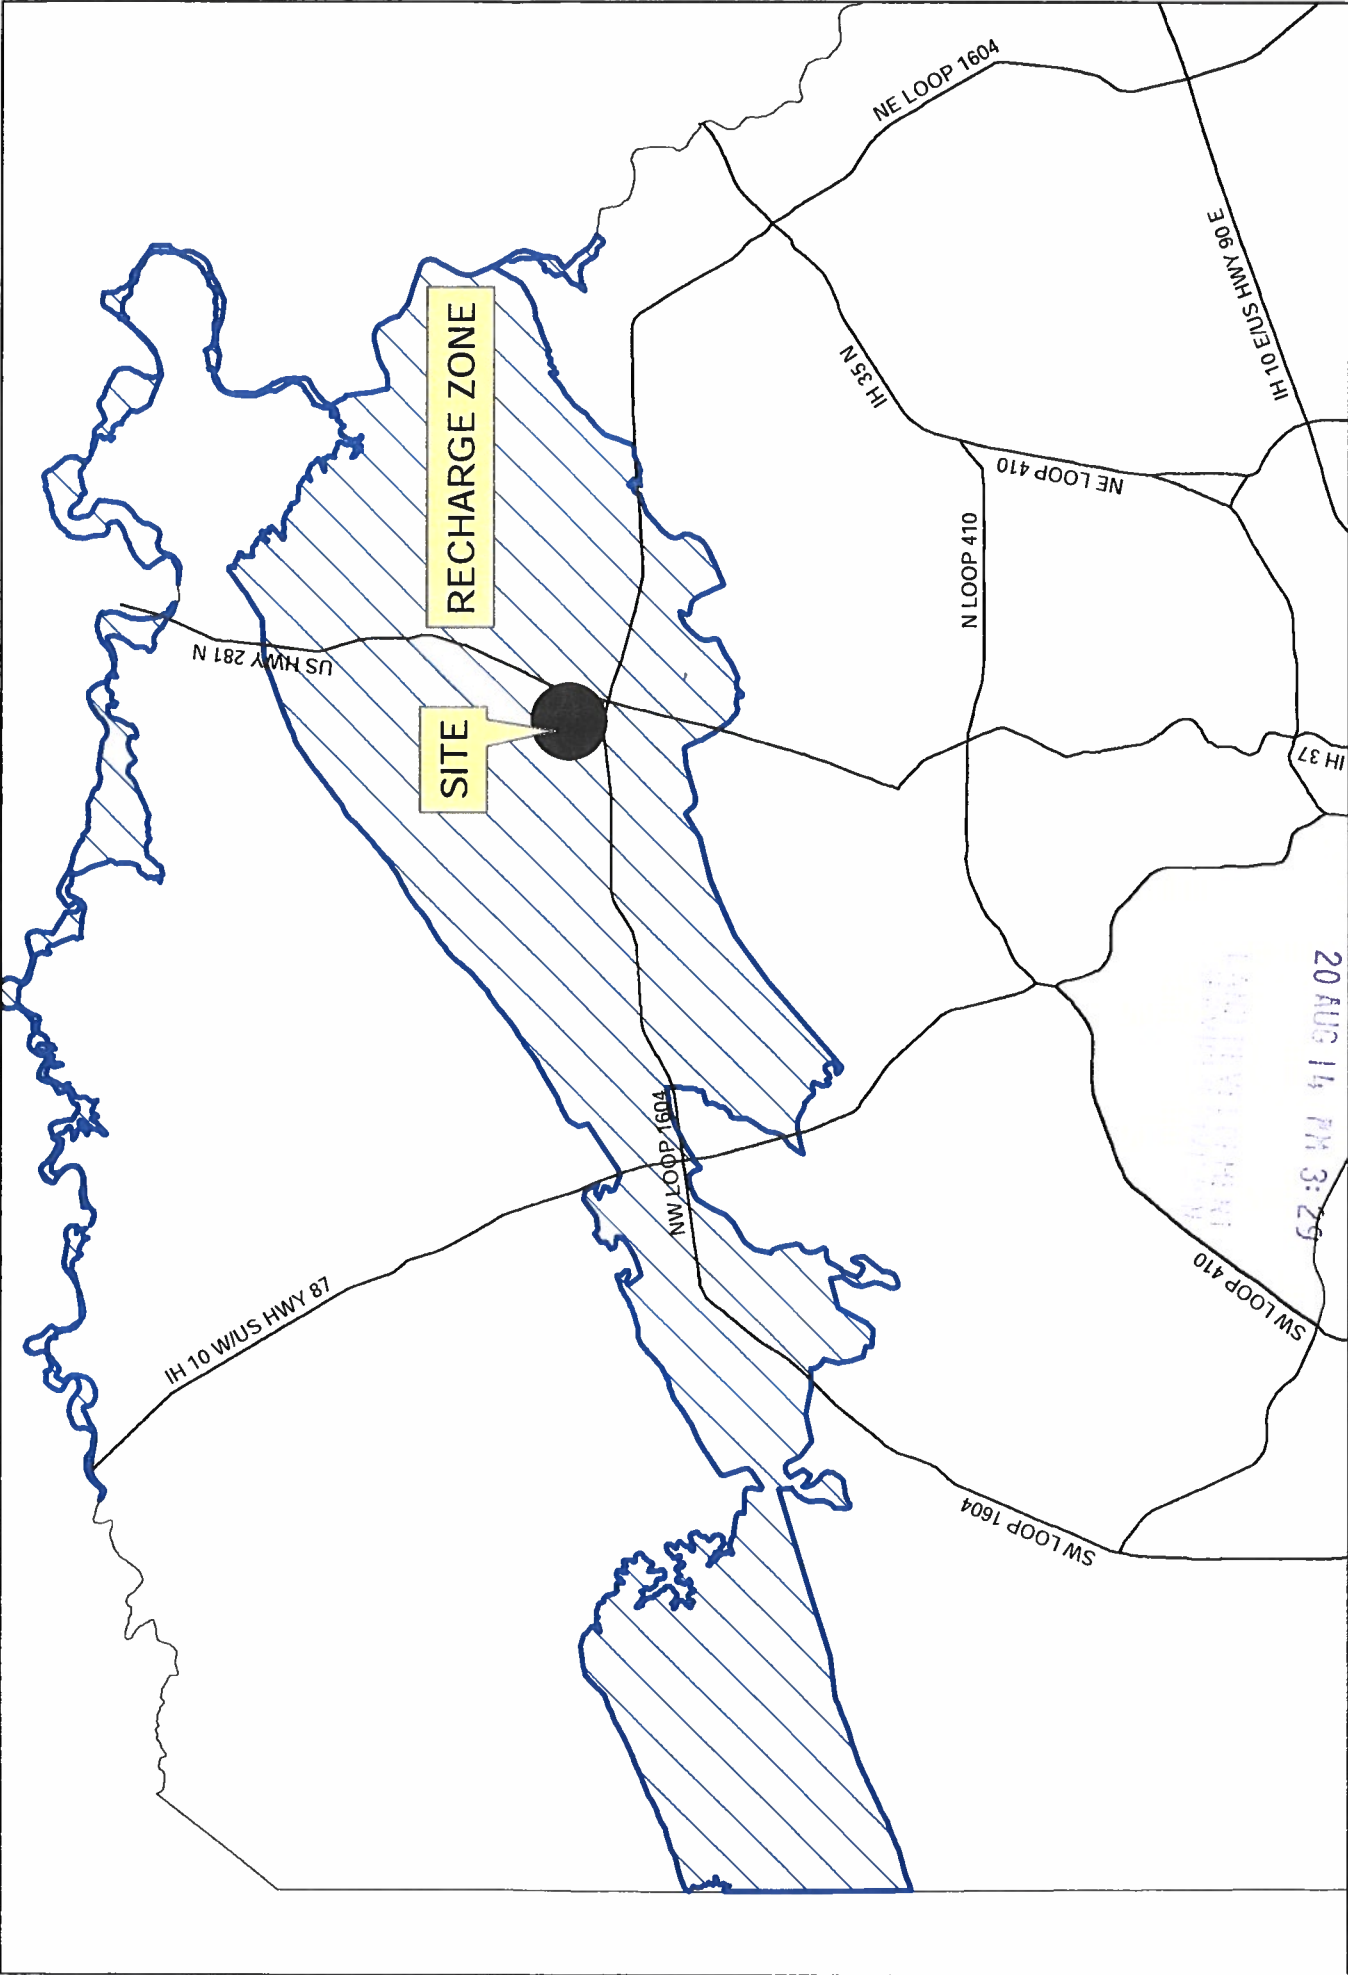 NE LOOP 1604
RECHARGE ZONE
IH 35 N
IH 10 E/US HWY 90 E
NE LOOP 410
N LOOP 410
US HWY 281 N
SITE
IH 37
NW LOOP 1604
IH 10 W/US HWY 87
SW LOOP 410
SW LOOP 1604
20 AUG 14 PM 3:29